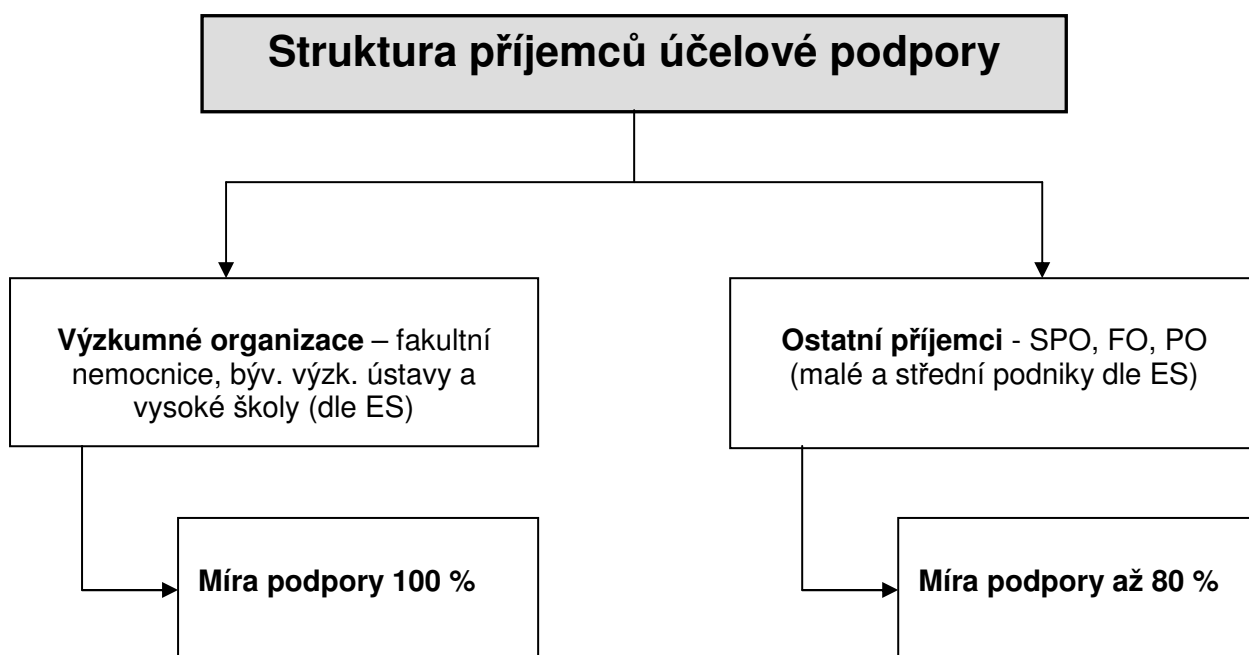 Struktura příjemců účelové podpory
Výzkumné organizace – fakultní
nemocnice, býv. výzk. ústavy a
vysoké školy (dle ES)
Ostatní příjemci - SPO, FO, PO
(malé a střední podniky dle ES)
Míra podpory 100 %
Míra podpory až 80 %